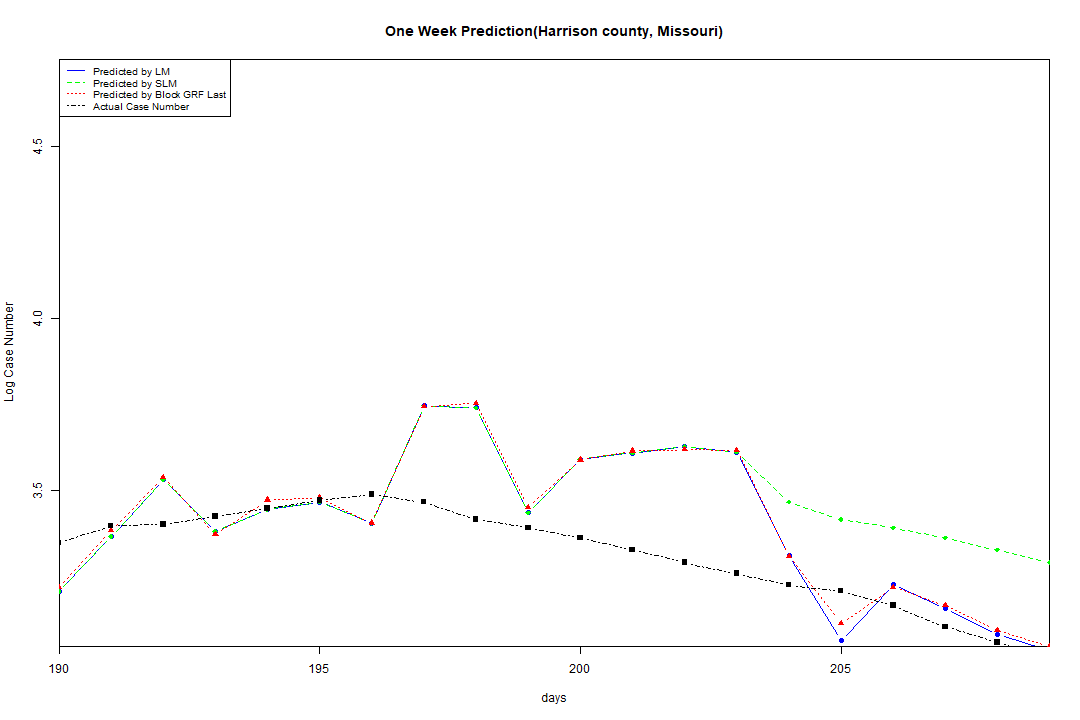 One Week Prediction(Harrison county, Missouri)
Predicted by LM
Predicted by SLM
Predicted by Block GRF Last
Actual Case Number
4.5
4.0
3.5
Log Case Number
190 195 200 205
days